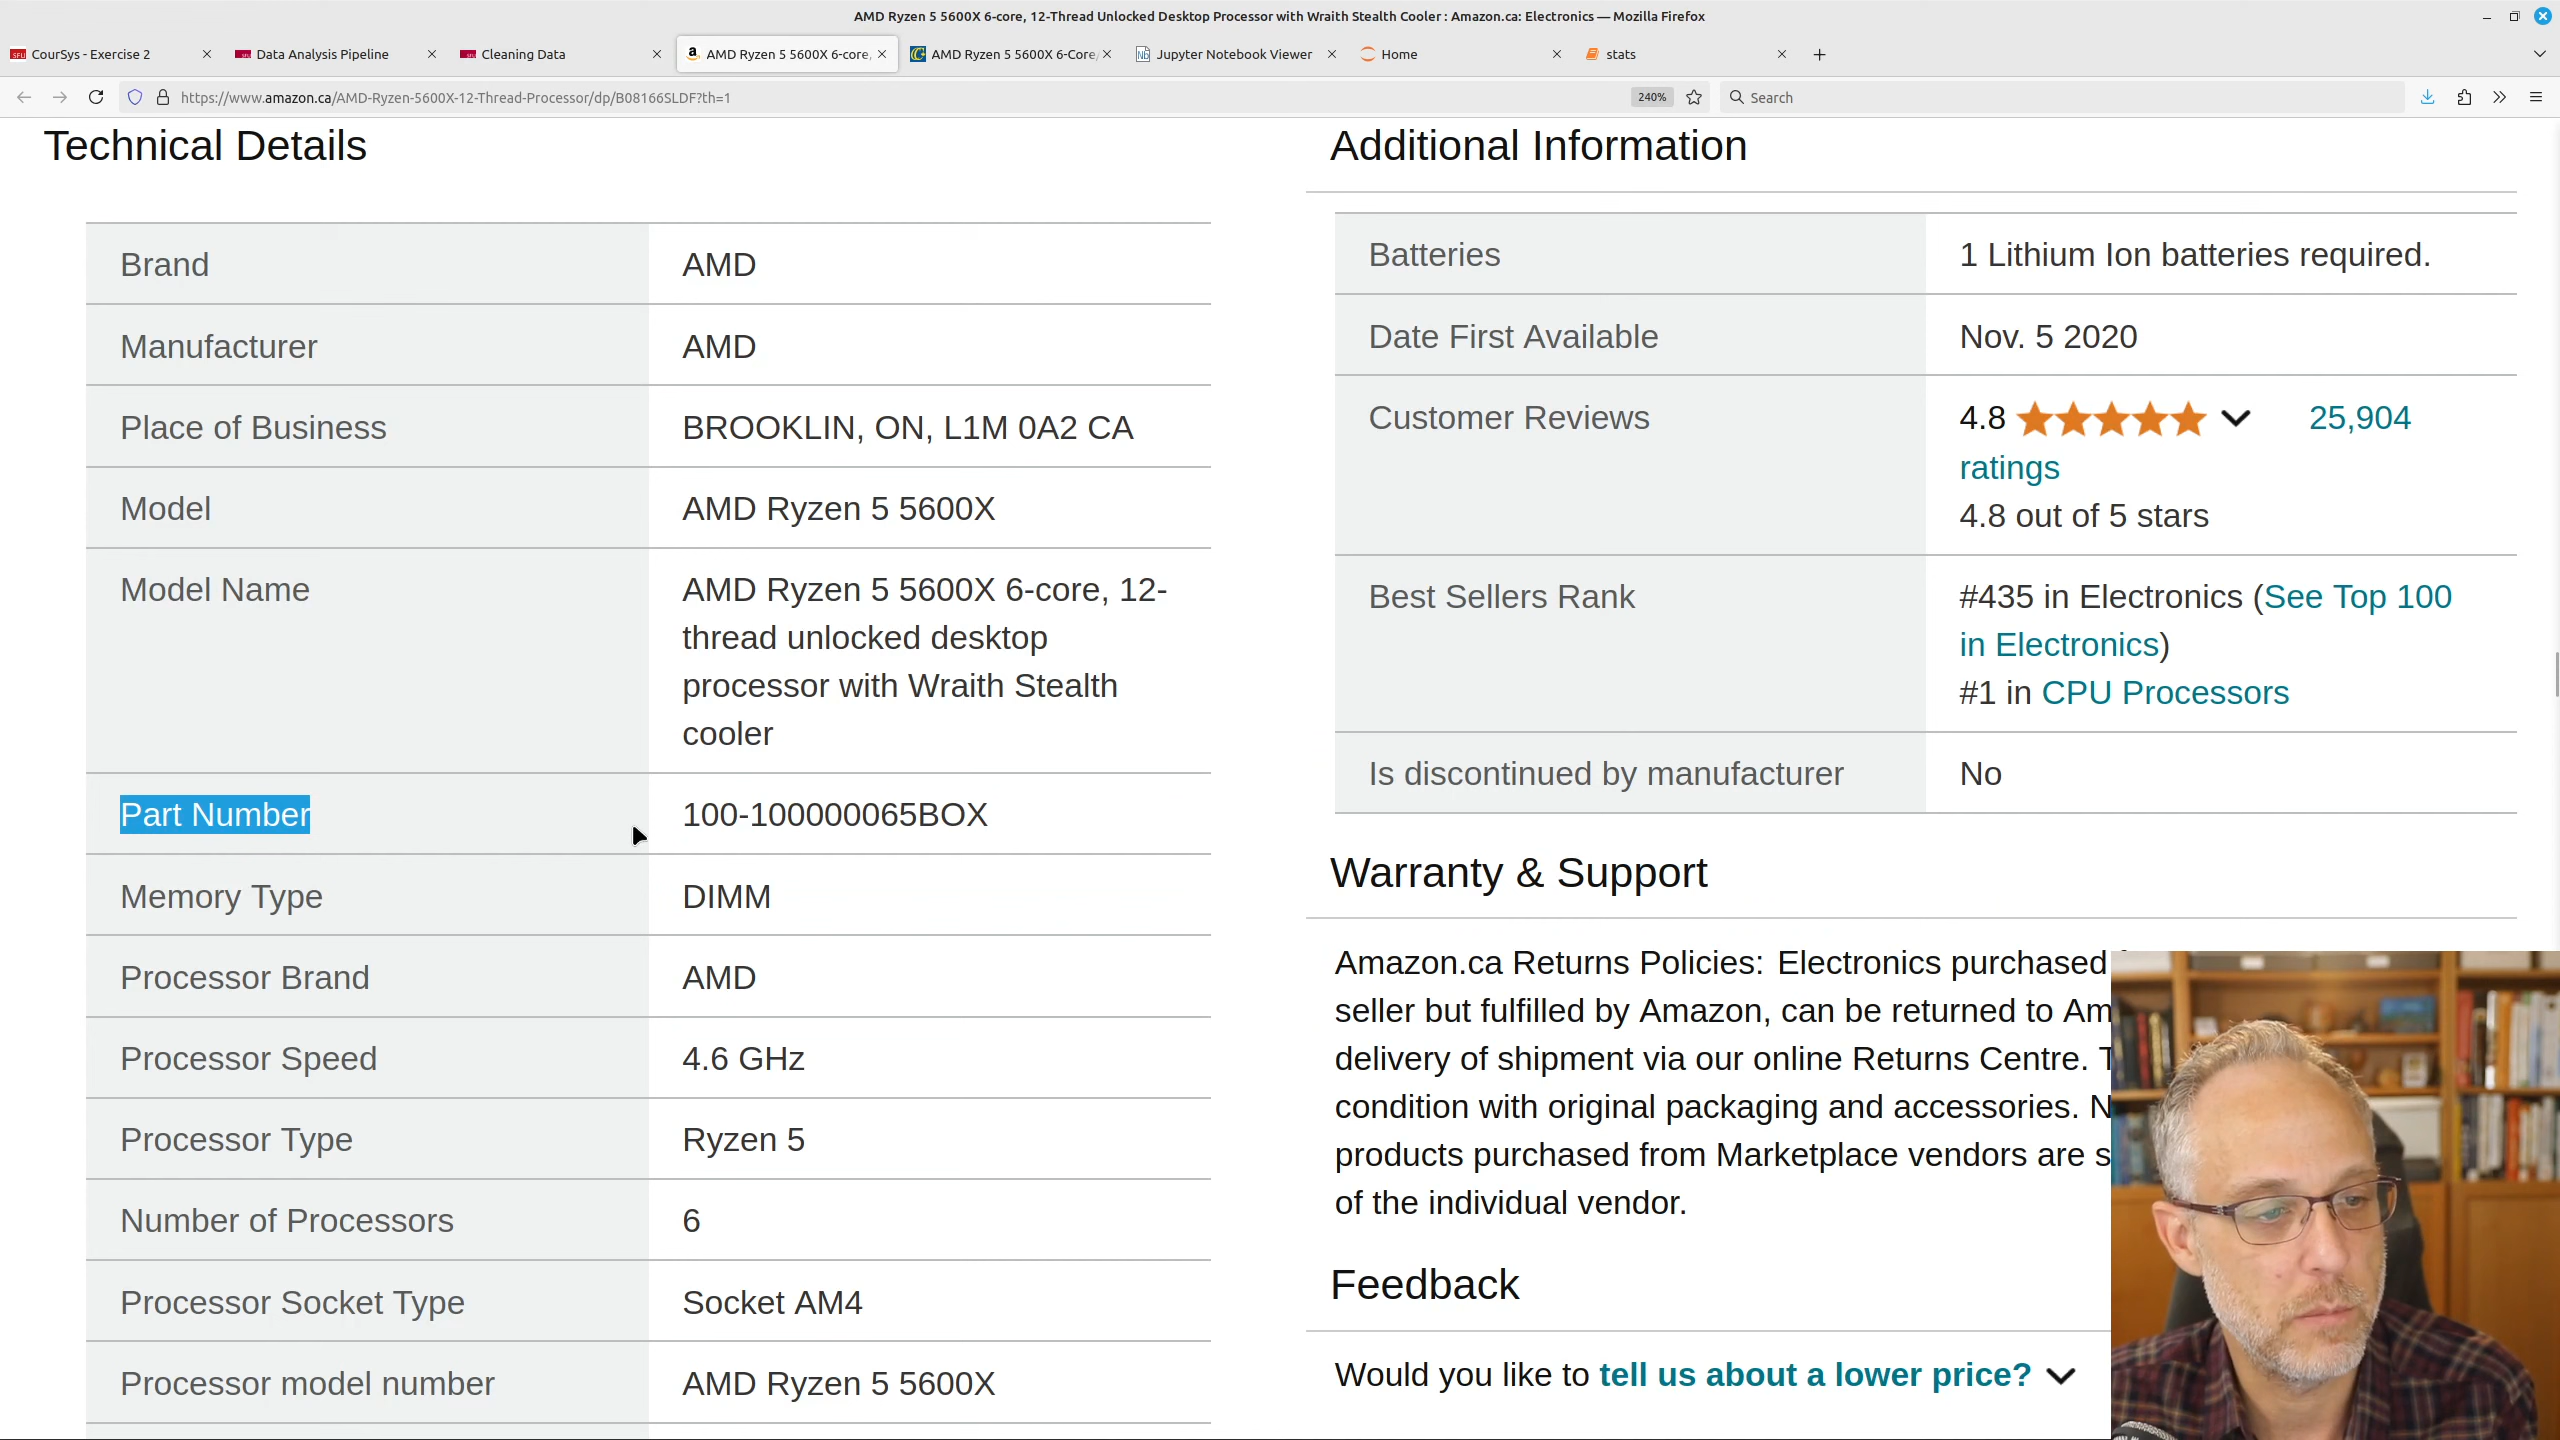 AMD Ryzen 5 5600X 6-core, 12-Thread Unlocked Desktop Processor with Wraith Stealth Cooler : Amazon.ca: Electronics — Mozilla Firefox
CourSys - Exercise 2
Data Analysis Pipeline
Cleaning Data
AMD Ryzen 5 5600X 6-core,
AMD Ryzen 5 5600X 6-Core
Jupyter Notebook Viewer
Home
stats
https://www.amazon.ca/AMD-Ryzen-5600X-12-Thread-Processor/dp/B08166SLDF?th=1
240%
Search
Technical Details
Brand AMD
Manufacturer AMD
Place of Business BROOKLIN, ON, L1M 0A2 CA
Model AMD Ryzen 5 5600X
Model Name AMD Ryzen 5 5600X 6-core, 12-
thread unlocked desktop
processor with Wraith Stealth
cooler
Part Number 100-100000065BOX
Memory Type DIMM
Processor Brand AMD
Processor Speed 4.6 GHz
Processor Type Ryzen 5
Number of Processors 6
Processor Socket Type Socket AM4
Processor model number AMD Ryzen 5 5600X
Additional Information
Batteries 1 Lithium Ion batteries required.
Date First Available Nov. 5 2020
Customer Reviews 4.8 25,904
ratings
4.8 out of 5 stars
Best Sellers Rank #435 in Electronics (See Top 100
in Electronics)
#1 in CPU Processors
Is discontinued by manufacturer No
Warranty & Support
Amazon.ca Returns Policies: Electronics purchased
seller but fulfilled by Amazon, can be returned to Am
delivery of shipment via our online Returns Centre. T
condition with original packaging and accessories. N
products purchased from Marketplace vendors are s
of the individual vendor.
Feedback
Would you like to tell us about a lower price?